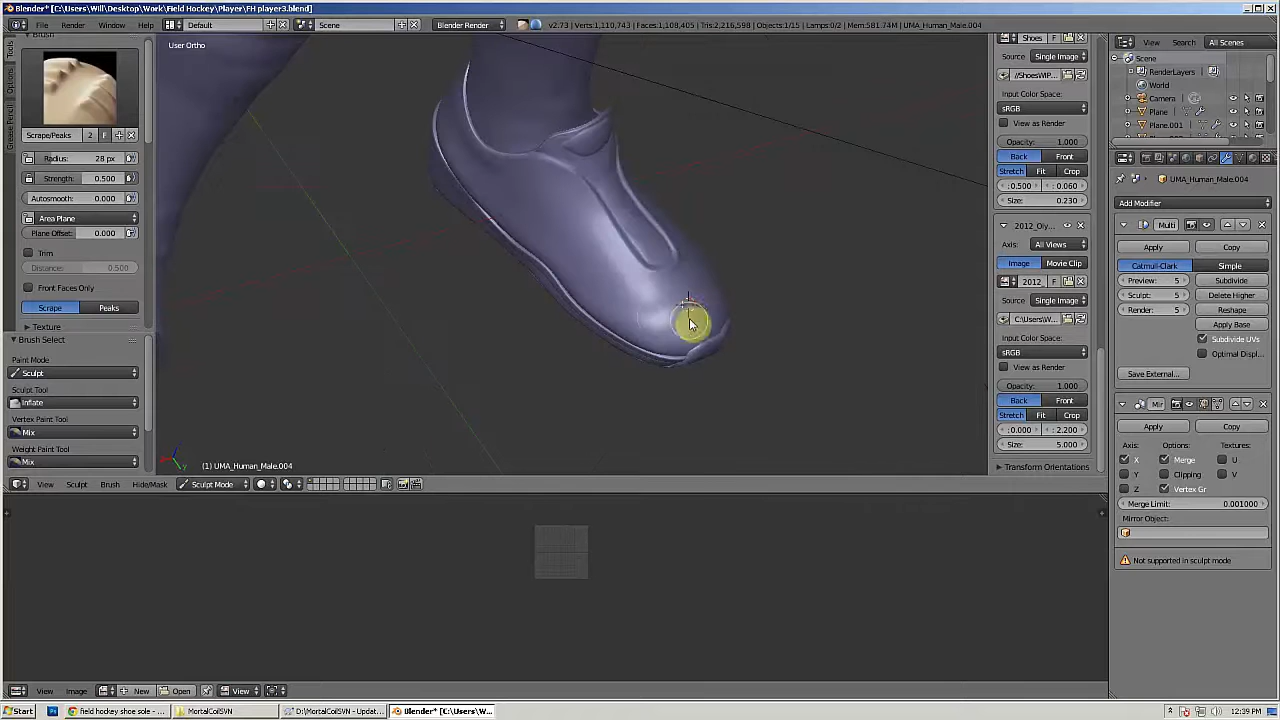 Blender* [C:\Users\Will\Desktop\Work\Field Hockey\Player\FH player3.blend]
File Render Window Help Default Scene Blender Render v2.73 | Verts:1,110,743 | Faces:1,108,405 | Tris:2,216,598 | Objects:1/15 | Lamps:0/2 | Mem:581.74M | UMA_Human_Male.004
Brush
Tools
Options
Grease Pencil
Scrape/Peaks 2 F
Radius: 28 px
Strength: 0.500
Autosmooth: 0.000
Area Plane
Plane Offset: 0.000
Trim
Distance: 0.500
Front Faces Only
Scrape Peaks
Texture
Brush Select
Paint Mode
Sculpt
Sculpt Tool
Inflate
Vertex Paint Tool
Mix
Weight Paint Tool
Mix
User Ortho
(1) UMA_Human_Male.004
View Sculpt Brush Hide/Mask Sculpt Mode
Shoes F
Source Single Image
//ShoesWIP...
Input Color Space:
sRGB
View as Render
Opacity: 1.000
Back Front
Stretch Fit Crop
:0.500 : 0.060
Size: 0.230
2012_Oly...
Axis: All Views
Image Movie Clip
2012_ F
Source Single Image
C:\Users\W...
Input Color Space:
sRGB
View as Render
Opacity: 1.000
Back Front
Stretch Fit Crop
:0.000 : 2.200
Size: 5.000
Transform Orientations
View Search All Scenes
Scene
RenderLayers
World
Camera
Plane
Plane.001
UMA_Human_Male.004
Add Modifier
Multi
Apply Copy
Catmull-Clark Simple
Preview: 5 Subdivide
Sculpt: 5 Delete Higher
Render: 5 Reshape
Apply Base
Subdivide UVs
Optimal Displ...
Save External...
Mir
Apply Copy
Axis: Options: Textures:
X Merge U
Y Clipping V
Z Vertex Gr
Merge Limit: 0.001000
Mirror Object:
Not supported in sculpt mode
View Image New Open View
Start field hockey shoe sole - ... MortalCoilSVN D:\MortalCoilSVN - Updat... Blender* [C:\Users\W... 12:39 PM